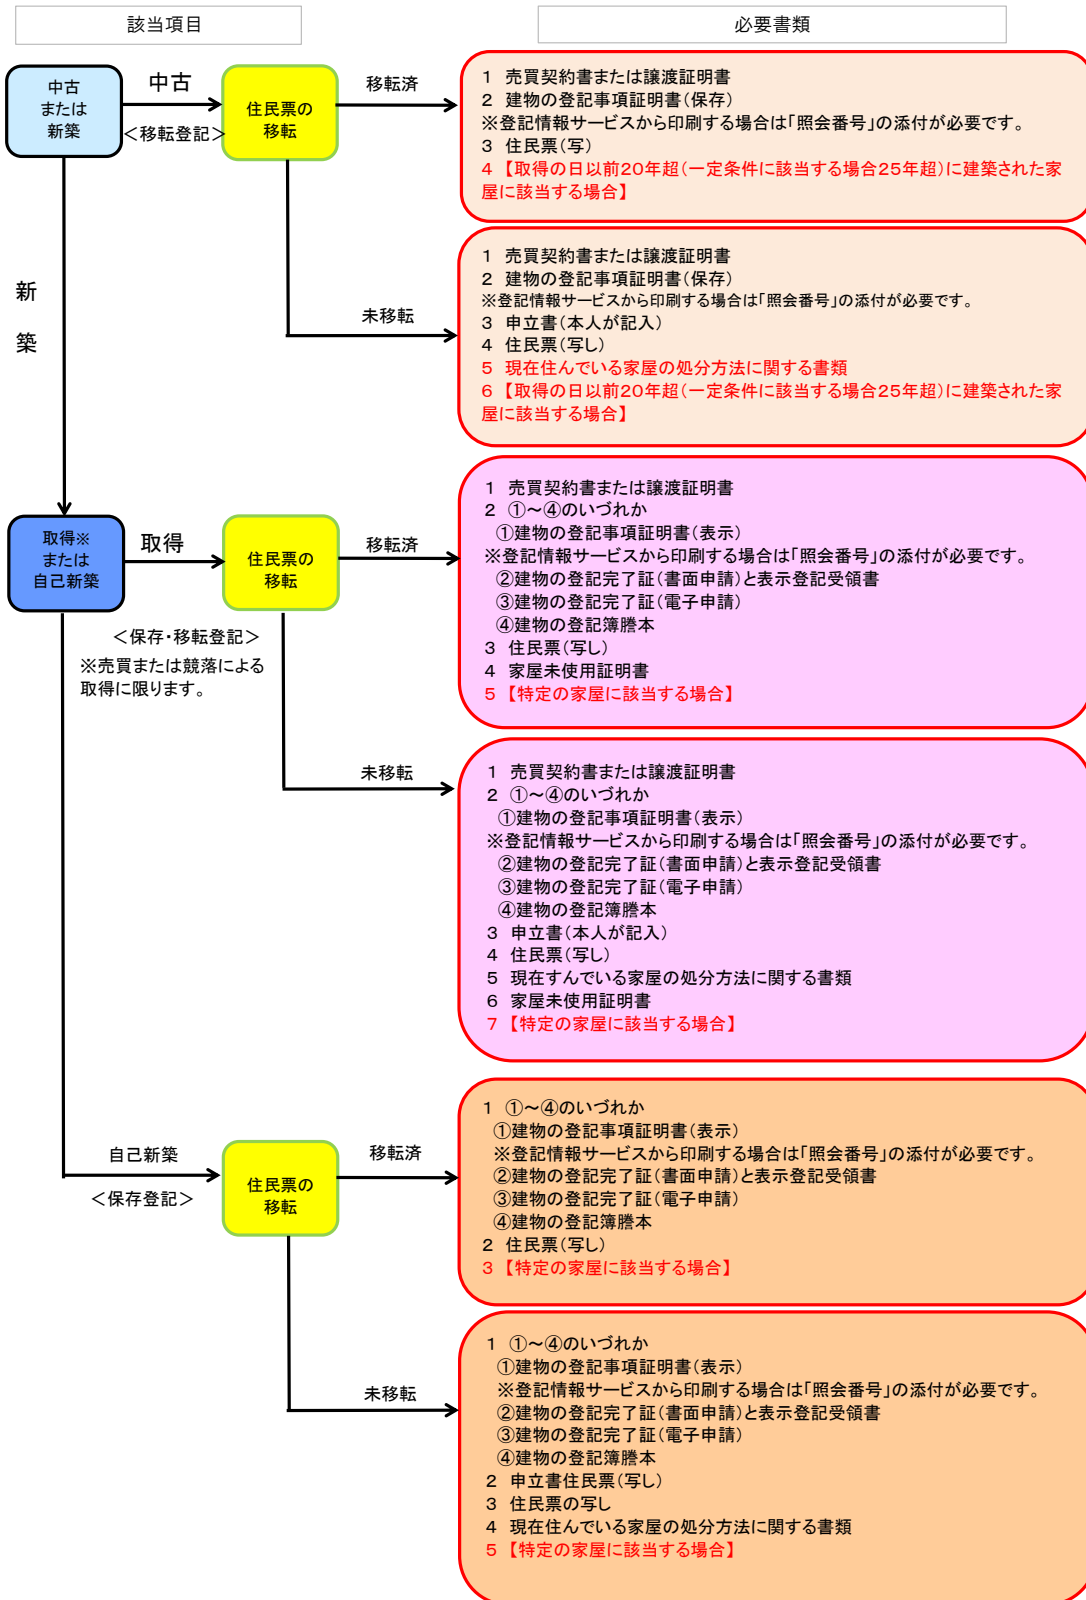 該当項目
必要書類
中古
または
新築
中古
＜移転登記＞
住民票の
移転
移転済
1 売買契約書または譲渡証明書
2 建物の登記事項証明書(保存)
※登記情報サービスから印刷する場合は「照会番号」の添付が必要です。
3 住民票(写)
4 【取得の日以前20年超(一定条件に該当する場合25年超)に建築された家
屋に該当する場合】
未移転
1 売買契約書または譲渡証明書
2 建物の登記事項証明書(保存)
※登記情報サービスから印刷する場合は「照会番号」の添付が必要です。
3 申立書(本人が記入)
4 住民票(写し)
5 現在住んでいる家屋の処分方法に関する書類
6 【取得の日以前20年超(一定条件に該当する場合25年超)に建築された家
屋に該当する場合】
新
築
取得※
または
自己新築
取得
＜保存・移転登記＞
※売買または競落による
取得に限ります。
住民票の
移転
移転済
1 売買契約書または譲渡証明書
2 ①～④のいづれか
①建物の登記事項証明書(表示)
※登記情報サービスから印刷する場合は「照会番号」の添付が必要です。
②建物の登記完了証(書面申請)と表示登記受領書
③建物の登記完了証(電子申請)
④建物の登記簿謄本
3 住民票(写し)
4 家屋未使用証明書
5 【特定の家屋に該当する場合】
未移転
1 売買契約書または譲渡証明書
2 ①～④のいづれか
①建物の登記事項証明書(表示)
※登記情報サービスから印刷する場合は「照会番号」の添付が必要です。
②建物の登記完了証(書面申請)と表示登記受領書
③建物の登記完了証(電子申請)
④建物の登記簿謄本
3 申立書(本人が記入)
4 住民票(写し)
5 現在すんでいる家屋の処分方法に関する書類
6 家屋未使用証明書
7 【特定の家屋に該当する場合】
自己新築
＜保存登記＞
住民票の
移転
移転済
1 ①～④のいづれか
①建物の登記事項証明書(表示)
※登記情報サービスから印刷する場合は「照会番号」の添付が必要です。
②建物の登記完了証(書面申請)と表示登記受領書
③建物の登記完了証(電子申請)
④建物の登記簿謄本
2 住民票(写し)
3 【特定の家屋に該当する場合】
未移転
1 ①～④のいづれか
①建物の登記事項証明書(表示)
※登記情報サービスから印刷する場合は「照会番号」の添付が必要です。
②建物の登記完了証(書面申請)と表示登記受領書
③建物の登記完了証(電子申請)
④建物の登記簿謄本
2 申立書住民票(写し)
3 住民票の写し
4 現在住んでいる家屋の処分方法に関する書類
5 【特定の家屋に該当する場合】